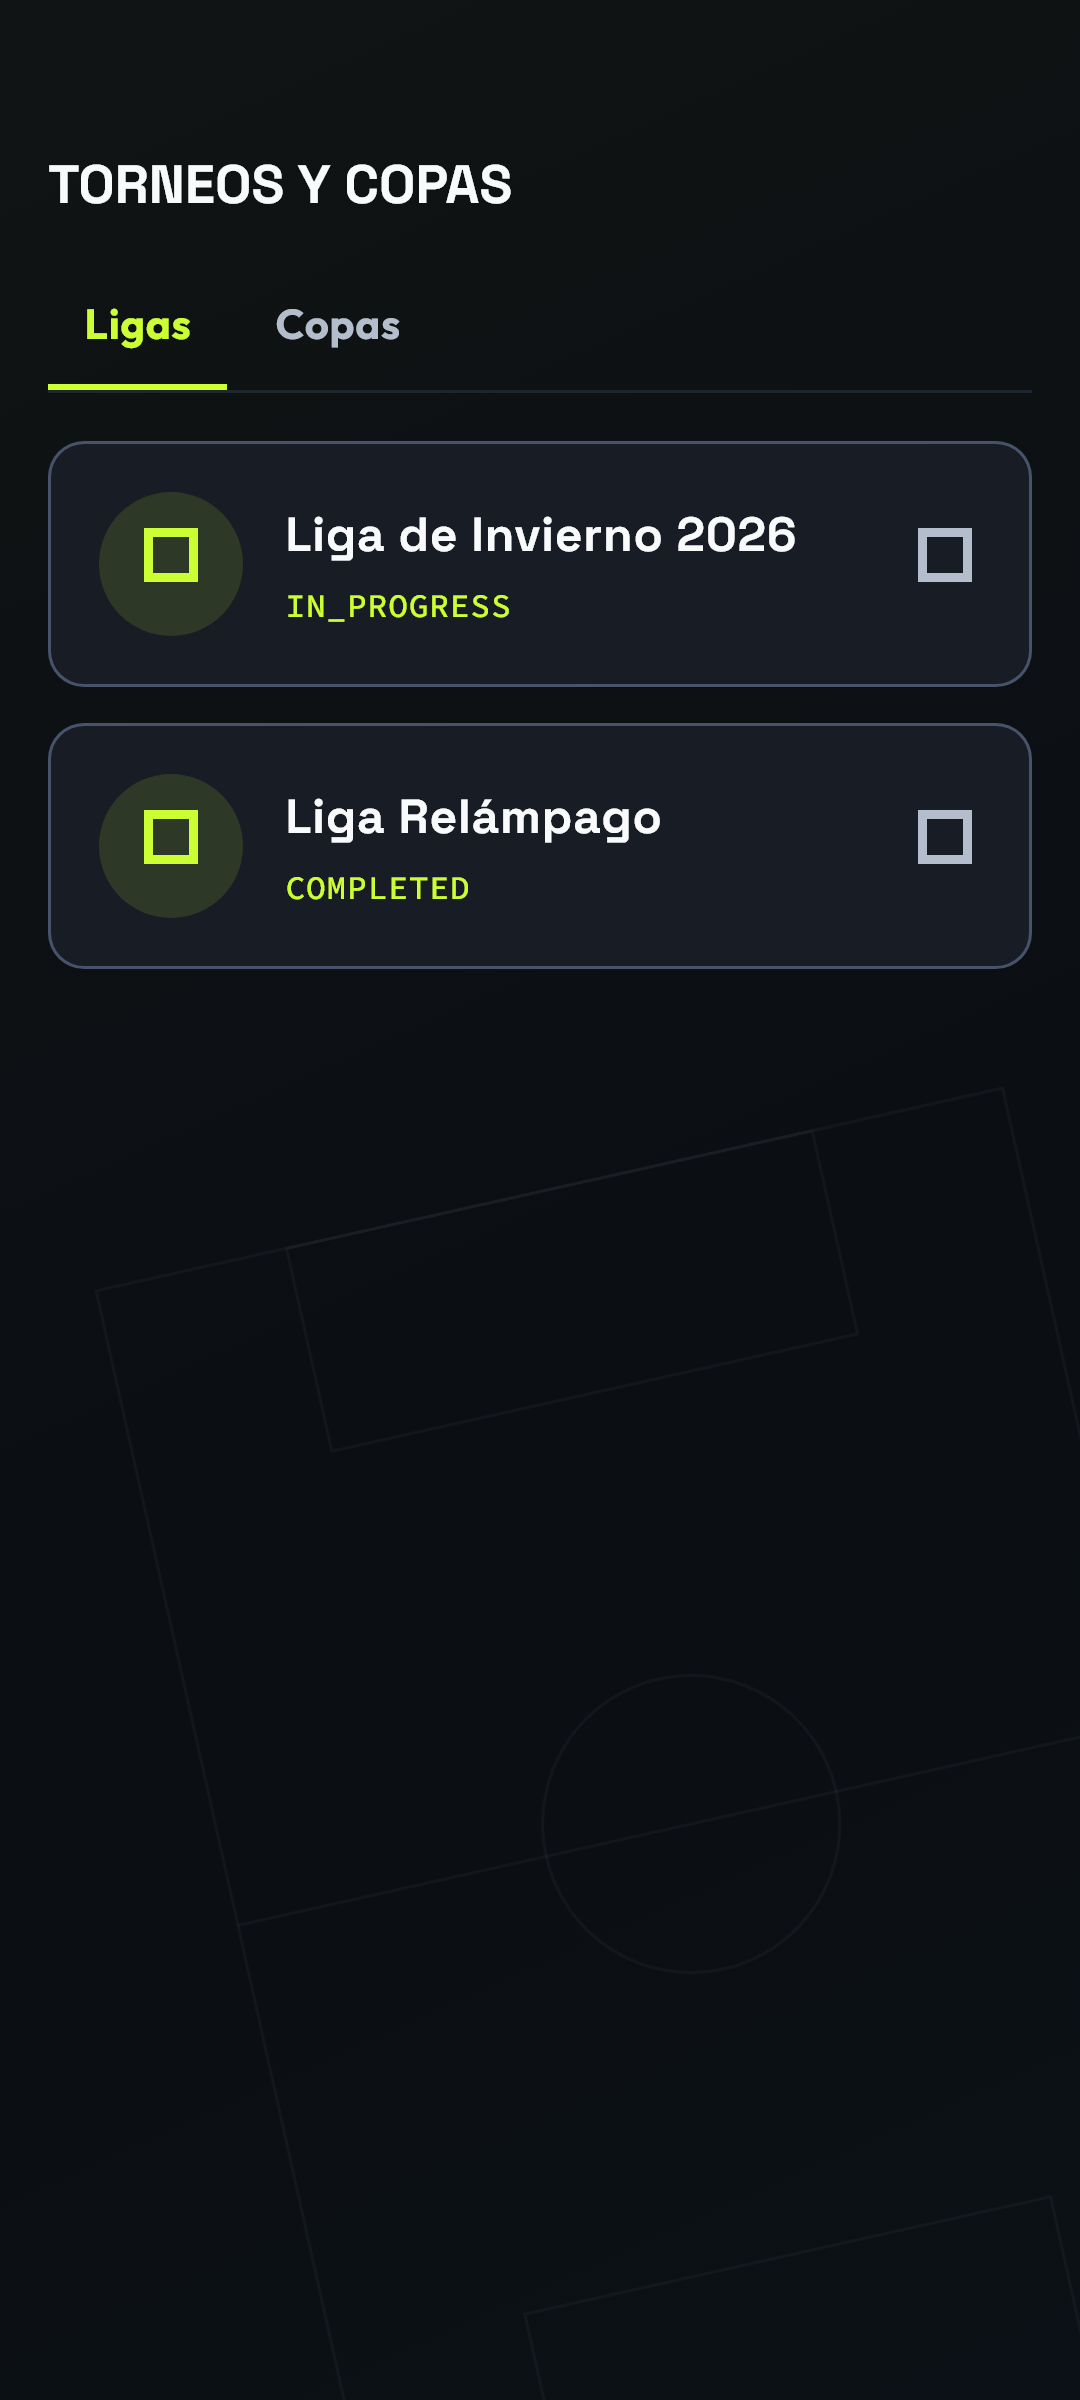 TORNEOS Y COPAS
Ligas
Copas
Liga de Invierno 2026
IN_PROGRESS
Liga Relámpago
COMPLETED